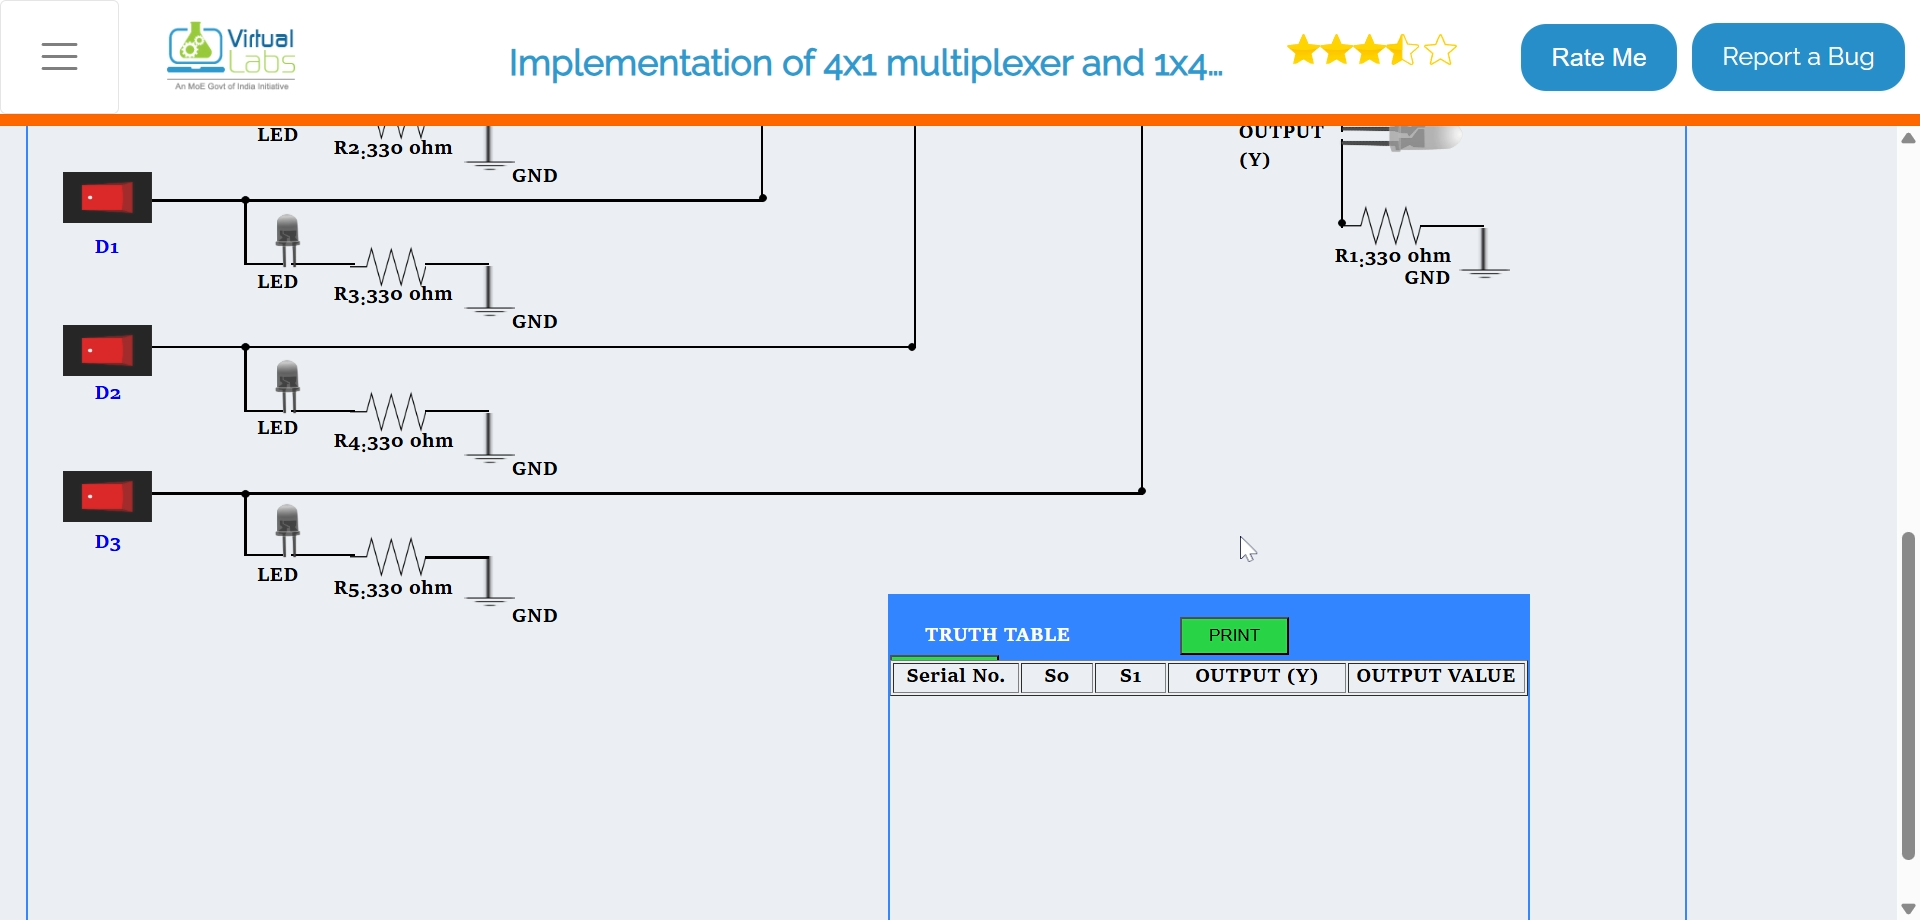 Virtual
Labs
An MoE Govt of India Initiative
Implementation of 4x1 multiplexer and 1x4...
Rate Me
Report a Bug
LED
R2:330 ohm
GND
OUTPUT
(Y)
D1
LED
R3:330 ohm
GND
R1:330 ohm
GND
D2
LED
R4:330 ohm
GND
D3
LED
R5:330 ohm
GND
TRUTH TABLE
PRINT
Serial No. S0 S1 OUTPUT (Y) OUTPUT VALUE